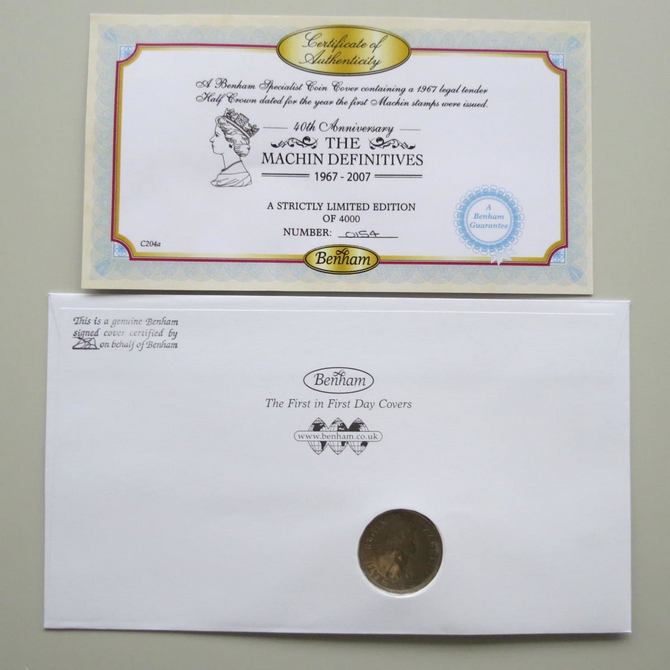 Certificate of
Authenticity
A Benham Specialist Coin Cover containing a 1967 legal tender
Half Crown dated for the year the first Machin stamps were issued.
40th Anniversary
THE
MACHIN DEFINITIVES
1967 - 2007
A STRICTLY LIMITED EDITION
OF 4000
NUMBER: 0154
A
Benham
Guarantee
C204a
Benham
This is a genuine Benham
signed cover certified by
on behalf of Benham
Benham
The First in First Day Covers
www.benham.co.uk